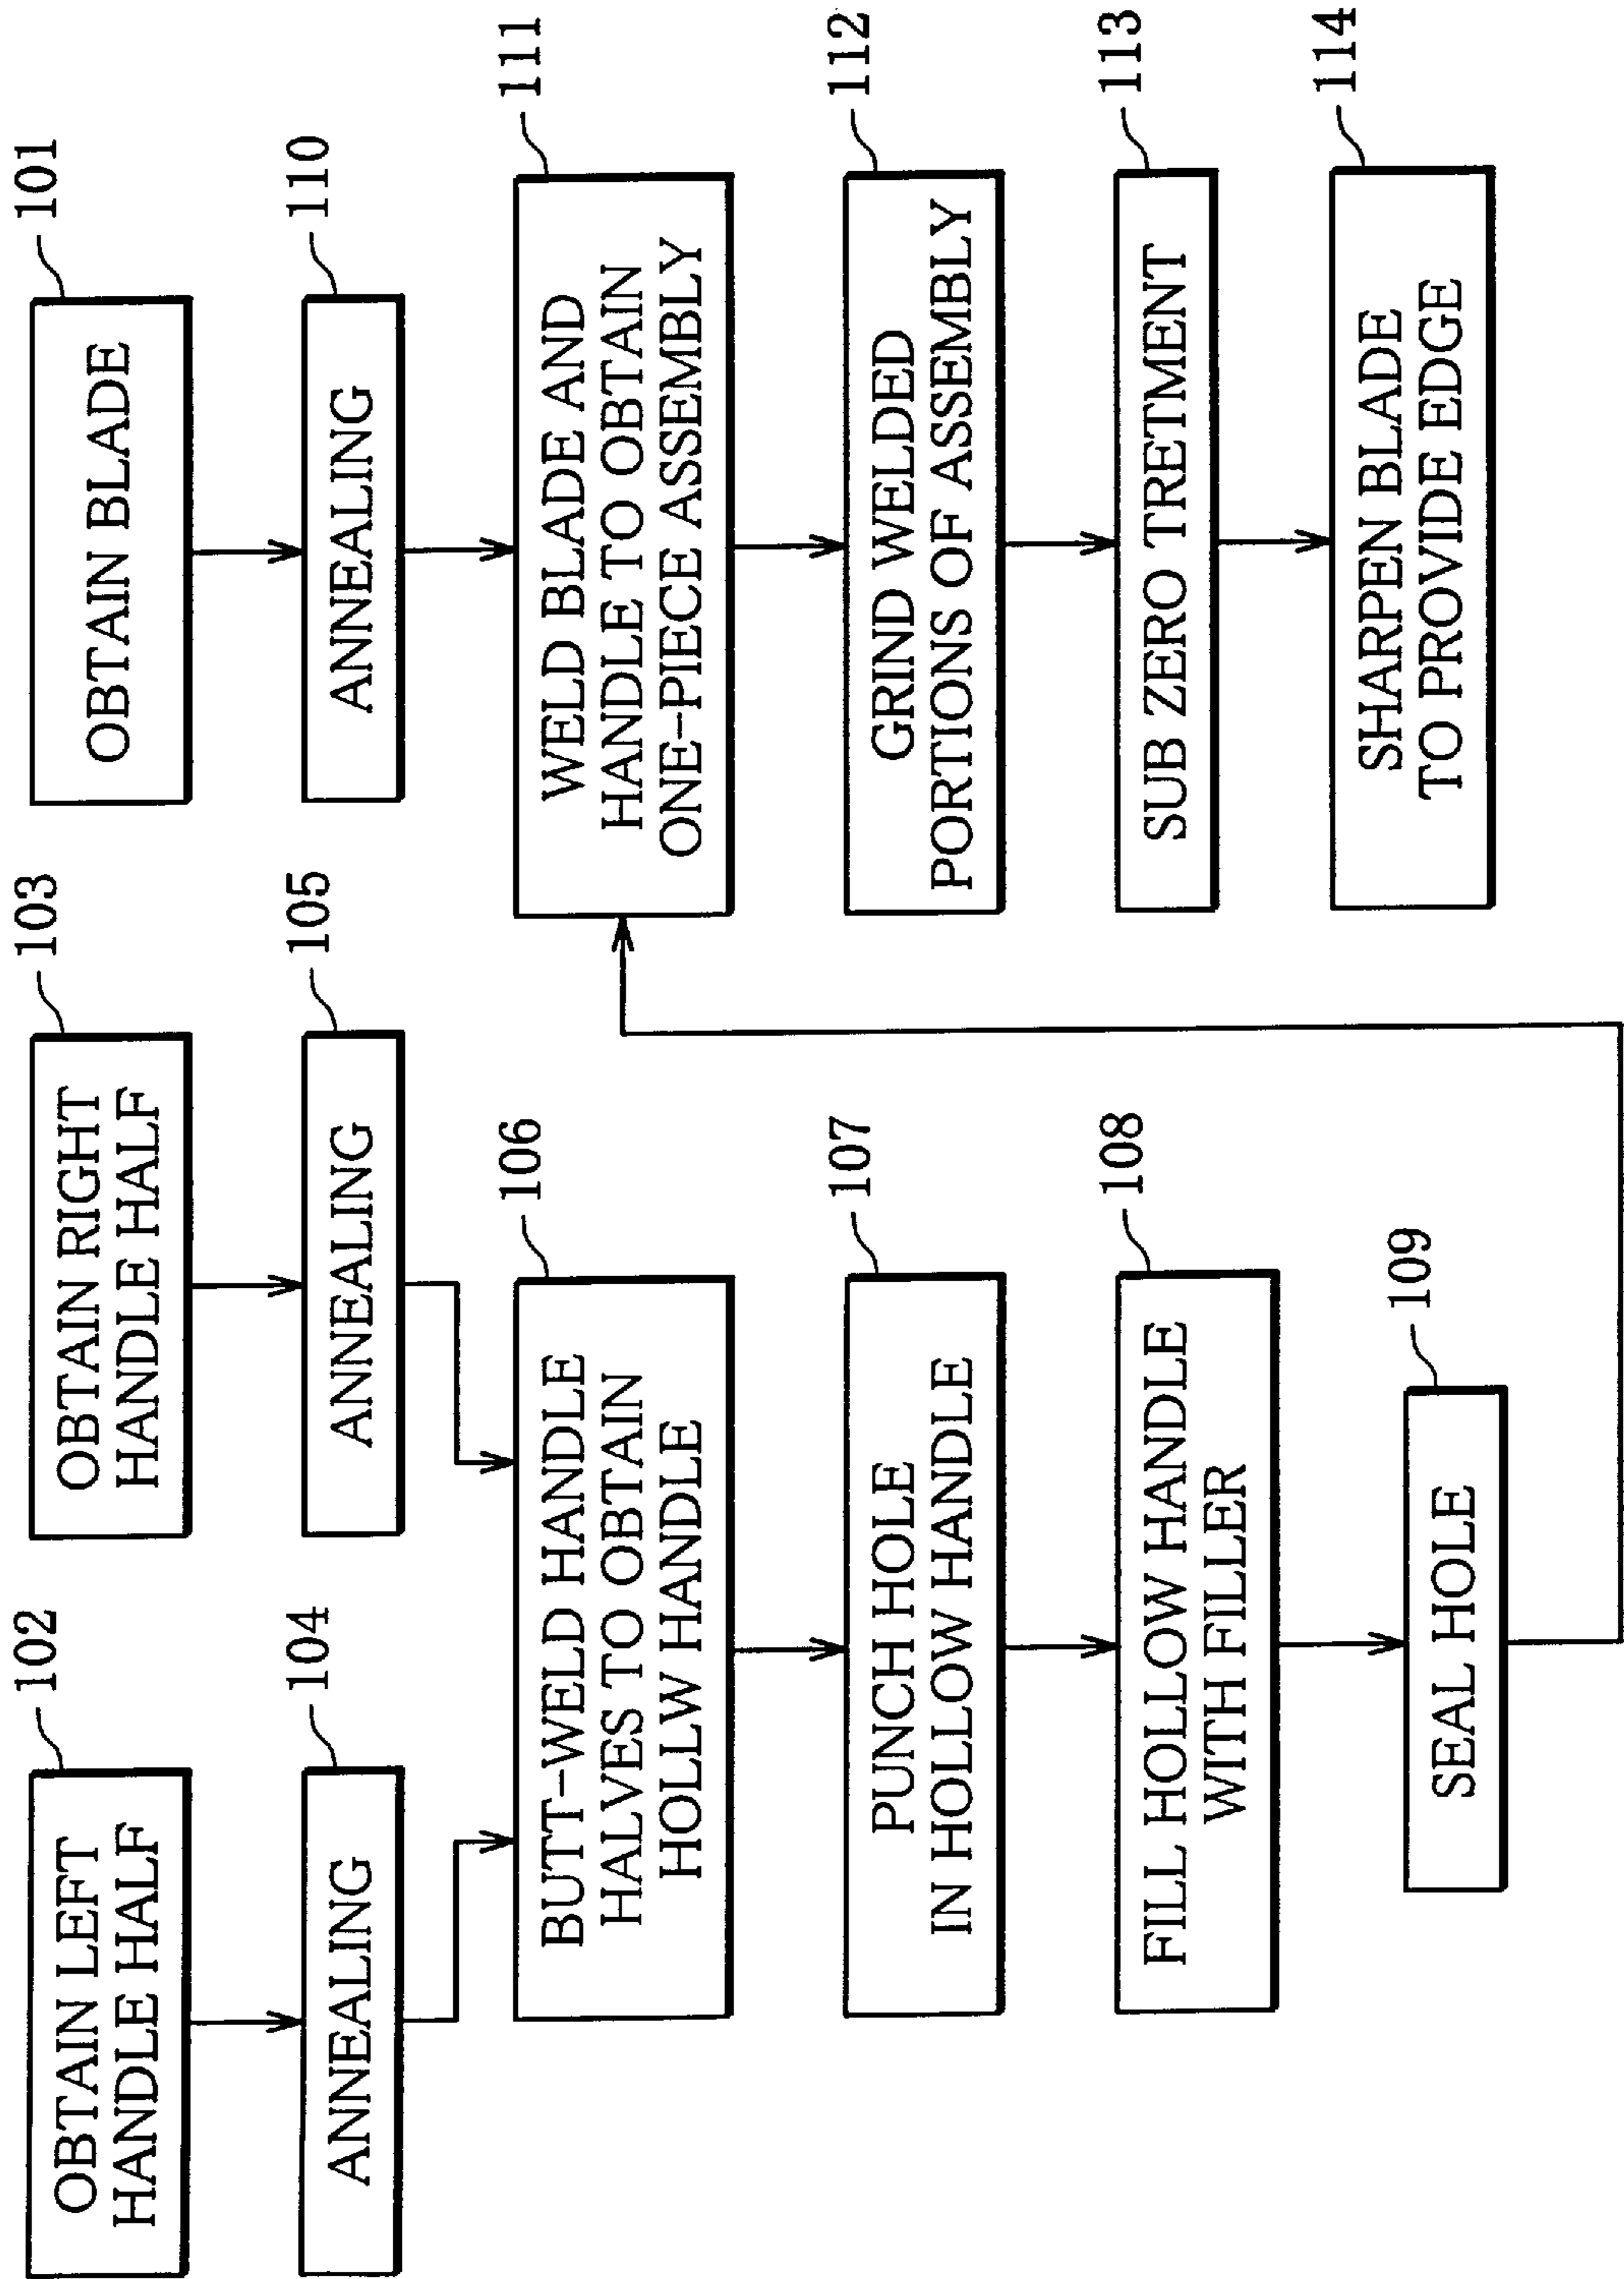 102
OBTAIN LEFT
HANDLE HALF
103
OBTAIN RIGHT
HANDLE HALF
101
OBTAIN BLADE
104
ANNEALING
105
ANNEALING
110
ANNEALING
106
BUTT-WELD HANDLE
HALVES TO OBTAIN
HOLLW HANDLE
111
WELD BLADE AND
HANDLE TO OBTAIN
ONE-PIECE ASSEMBLY
107
PUNCH HOLE
IN HOLLOW HANDLE
112
GRIND WELDED
PORTIONS OF ASSEMBLY
108
FILL HOLLOW HANDLE
WITH FILLER
113
SUB ZERO TRETMENT
109
SEAL HOLE
114
SHARPEN BLADE
TO PROVIDE EDGE